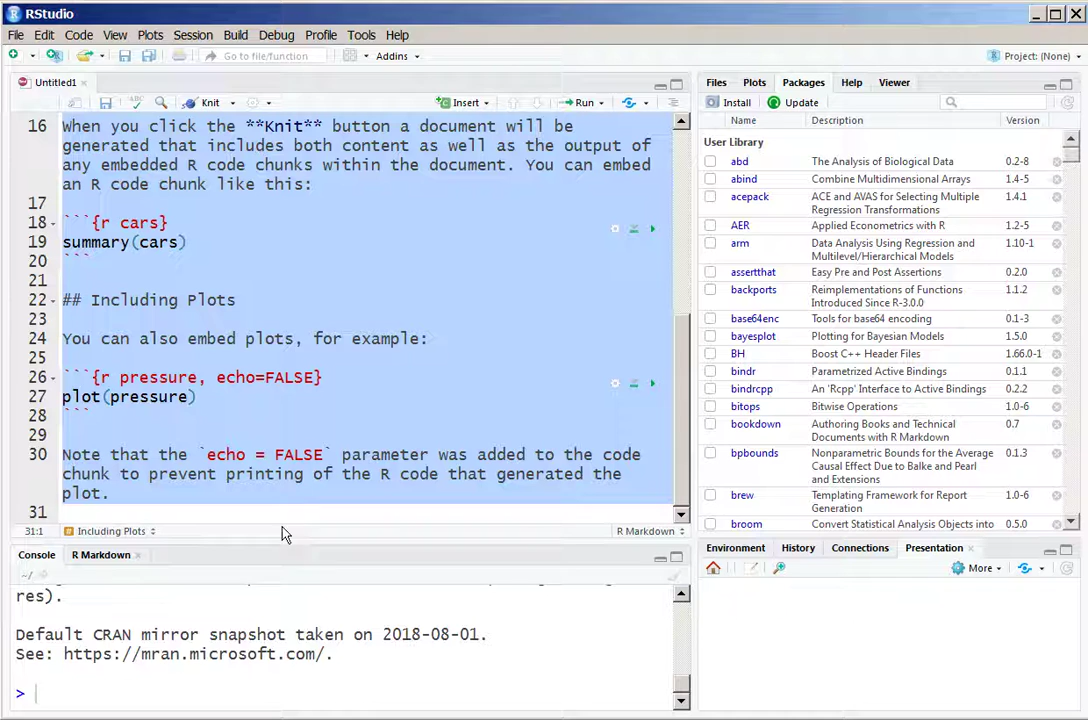 RStudio
File Edit Code View Plots Session Build Debug Profile Tools Help
Go to file/function Addins Project: (None)
Untitled1
Knit Insert Run
16 When you click the **Knit** button a document will be
generated that includes both content as well as the output of
any embedded R code chunks within the document. You can embed
an R code chunk like this:
17
18 ```{r cars}
19 summary(cars)
20 ```
21
22 ## Including Plots
23
24 You can also embed plots, for example:
25
26 ```{r pressure, echo=FALSE}
27 plot(pressure)
28 ```
29
30 Note that the `echo = FALSE` parameter was added to the code
chunk to prevent printing of the R code that generated the
plot.
31
31:1 Including Plots R Markdown
Console R Markdown
~/
res).
Default CRAN mirror snapshot taken on 2018-08-01.
See: https://mran.microsoft.com/.
>
Files Plots Packages Help Viewer
Install Update
Name Description Version
User Library
abd The Analysis of Biological Data 0.2-8
abind Combine Multidimensional Arrays 1.4-5
acepack ACE and AVAS for Selecting Multiple 1.4.1
Regression Transformations
AER Applied Econometrics with R 1.2-5
arm Data Analysis Using Regression and 1.10-1
Multilevel/Hierarchical Models
assertthat Easy Pre and Post Assertions 0.2.0
backports Reimplementations of Functions 1.1.2
Introduced Since R-3.0.0
base64enc Tools for base64 encoding 0.1-3
bayesplot Plotting for Bayesian Models 1.5.0
BH Boost C++ Header Files 1.66.0-1
bindr Parametrized Active Bindings 0.1.1
bindrcpp An 'Rcpp' Interface to Active Bindings 0.2.2
bitops Bitwise Operations 1.0-6
bookdown Authoring Books and Technical 0.7
Documents with R Markdown
bpbounds Nonparametric Bounds for the Average 0.1.3
Causal Effect Due to Balke and Pearl
and Extensions
brew Templating Framework for Report 1.0-6
Generation
broom Convert Statistical Analysis Objects into 0.5.0
Environment History Connections Presentation
More